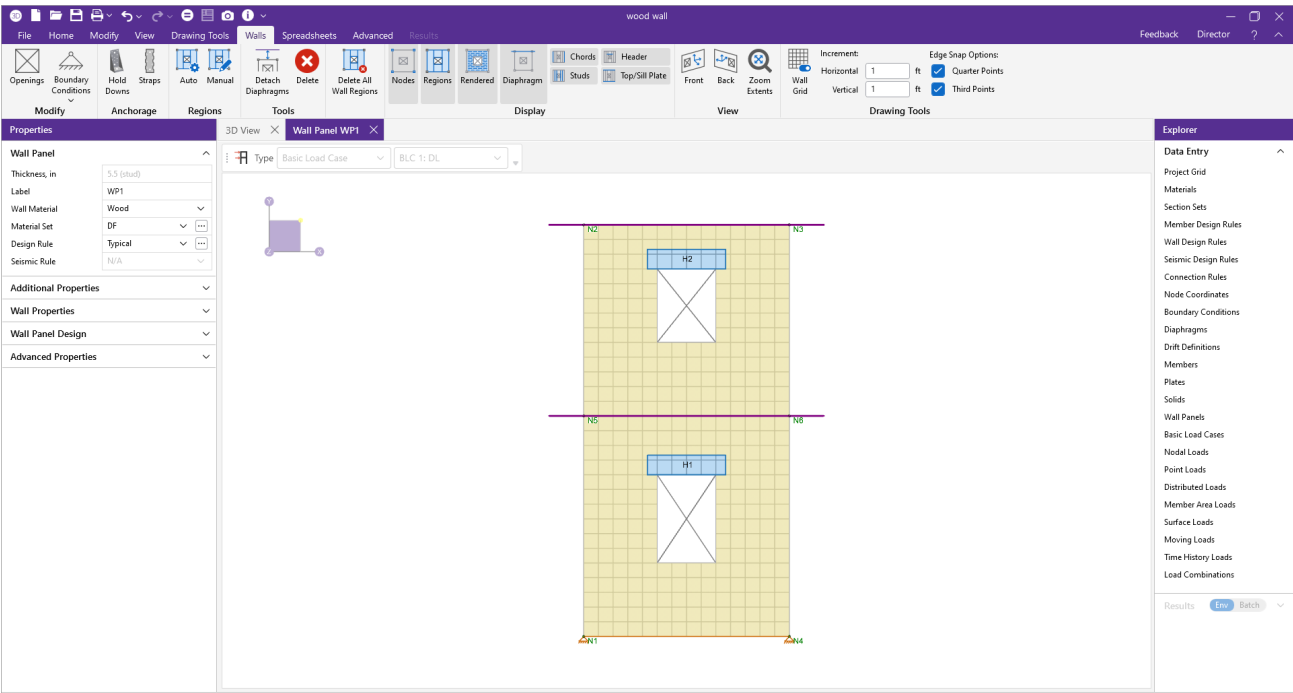 wood wall
File Home Modify View Drawing Tools Walls Spreadsheets Advanced Results Feedback Director ?
Openings Boundary Conditions Hold Downs Straps Auto Manual Detach Diaphragms Delete Delete All Wall Regions Nodes Regions Rendered Diaphragm Chords Header Studs Top/Sill Plate Front Back Zoom Extents Wall Grid
Increment: Edge Snap Options:
Horizontal 1 ft Quarter Points
Vertical 1 ft Third Points
Modify Anchorage Regions Tools Display View Drawing Tools
Properties
Wall Panel
Thickness, in 5.5 (stud)
Label WP1
Wall Material Wood
Material Set DF ...
Design Rule Typical ...
Seismic Rule N/A
Additional Properties
Wall Properties
Wall Panel Design
Advanced Properties
3D View Wall Panel WP1
Type Basic Load Case BLC 1: DL
Y
Z X
N2 N3
H2
N5 N6
H1
N1 N4
Explorer
Data Entry
Project Grid
Materials
Section Sets
Member Design Rules
Wall Design Rules
Seismic Design Rules
Connection Rules
Node Coordinates
Boundary Conditions
Diaphragms
Drift Definitions
Members
Plates
Solids
Wall Panels
Basic Load Cases
Nodal Loads
Point Loads
Distributed Loads
Member Area Loads
Surface Loads
Moving Loads
Time History Loads
Load Combinations
Results Env Batch